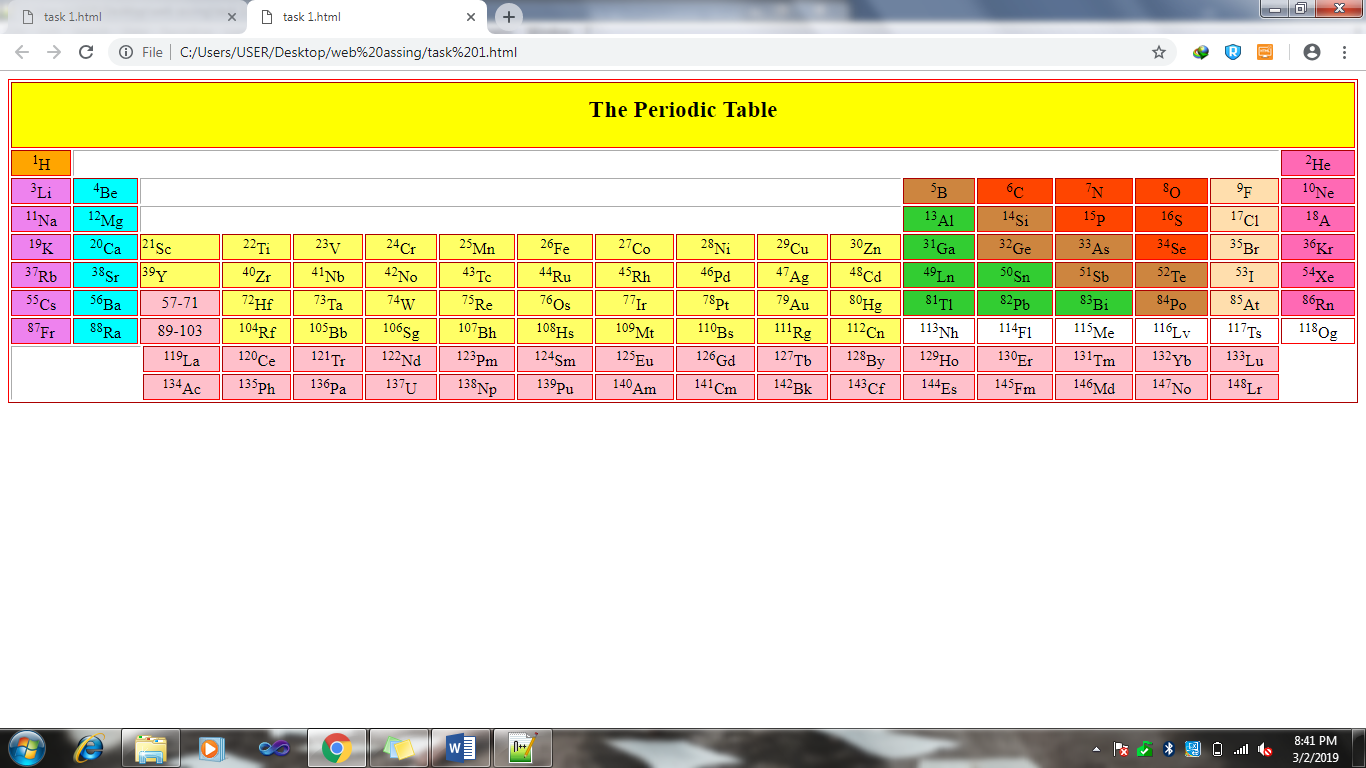 task 1.html task 1.html
File C:/Users/USER/Desktop/web%20assing/task%201.html
The Periodic Table
1H 2He
3Li 4Be 5B 6C 7N 8O 9F 10Ne
11Na 12Mg 13Al 14Si 15P 16S 17Cl 18A
19K 20Ca 21Sc 22Ti 23V 24Cr 25Mn 26Fe 27Co 28Ni 29Cu 30Zn 31Ga 32Ge 33As 34Se 35Br 36Kr
37Rb 38Sr 39Y 40Zr 41Nb 42No 43Tc 44Ru 45Rh 46Pd 47Ag 48Cd 49Ln 50Sn 51Sb 52Te 53I 54Xe
55Cs 56Ba 57-71 72Hf 73Ta 74W 75Re 76Os 77Ir 78Pt 79Au 80Hg 81Tl 82Pb 83Bi 84Po 85At 86Rn
87Fr 88Ra 89-103 104Rf 105Bb 106Sg 107Bh 108Hs 109Mt 110Bs 111Rg 112Cn 113Nh 114Fl 115Me 116Lv 117Ts 118Og
119La 120Ce 121Tr 122Nd 123Pm 124Sm 125Eu 126Gd 127Tb 128By 129Ho 130Er 131Tm 132Yb 133Lu
134Ac 135Ph 136Pa 137U 138Np 139Pu 140Am 141Cm 142Bk 143Cf 144Es 145Fm 146Md 147No 148Lr
8:41 PM
3/2/2019